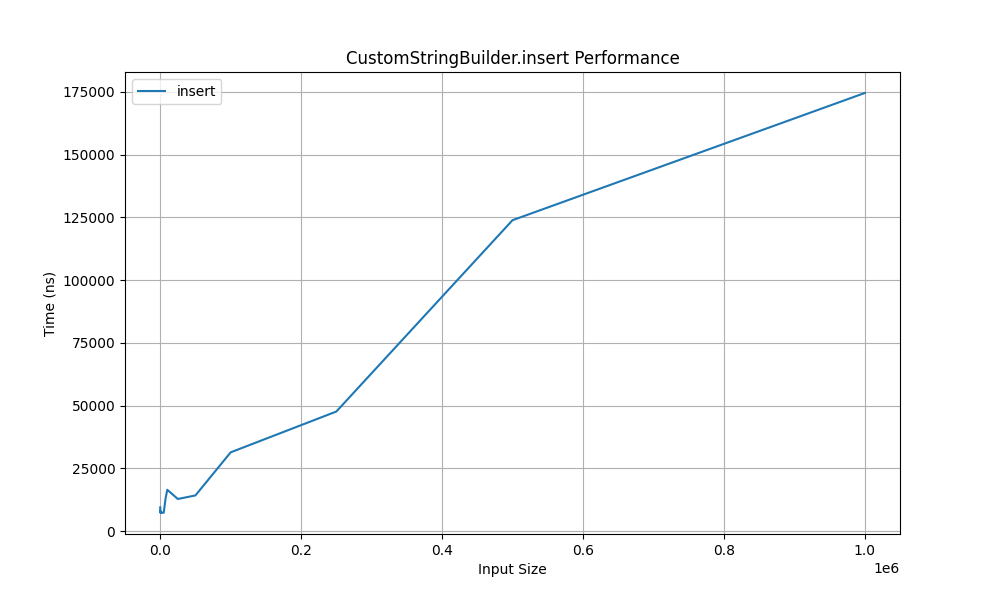 CustomStringBuilder.insert Performance
insert
175000
150000
125000
100000
75000
50000
25000
0
Time (ns)
0.0 0.2 0.4 0.6 0.8 1.0
1e6
Input Size